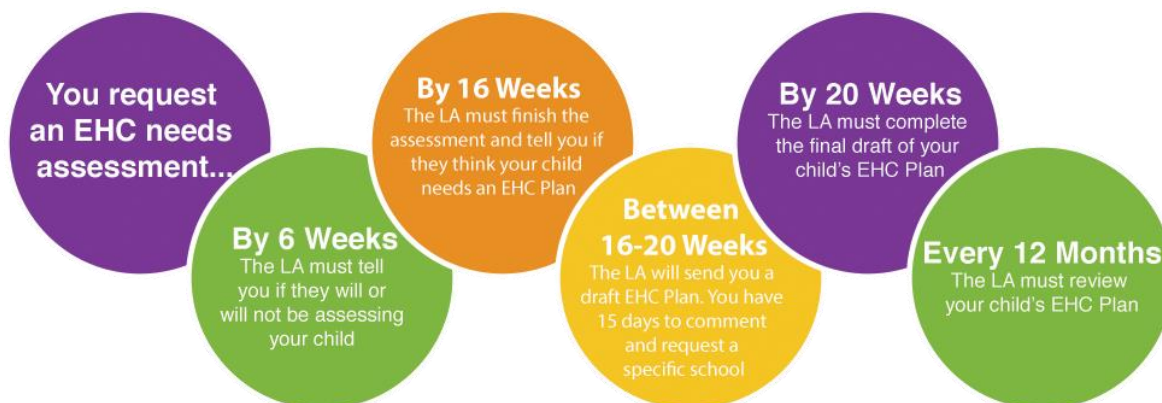 You request
an EHC needs
assessment...
By 6 Weeks
The LA must tell
you if they will or
will not be assessing
your child
By 16 Weeks
The LA must finish the
assessment and tell you if
they think your child
needs an EHC Plan
Between
16-20 Weeks
The LA will send you a
draft EHC Plan. You have
15 days to comment
and request a
specific school
By 20 Weeks
The LA must complete
the final draft of your
child's EHC Plan
Every 12 Months
The LA must review
your child's EHC Plan